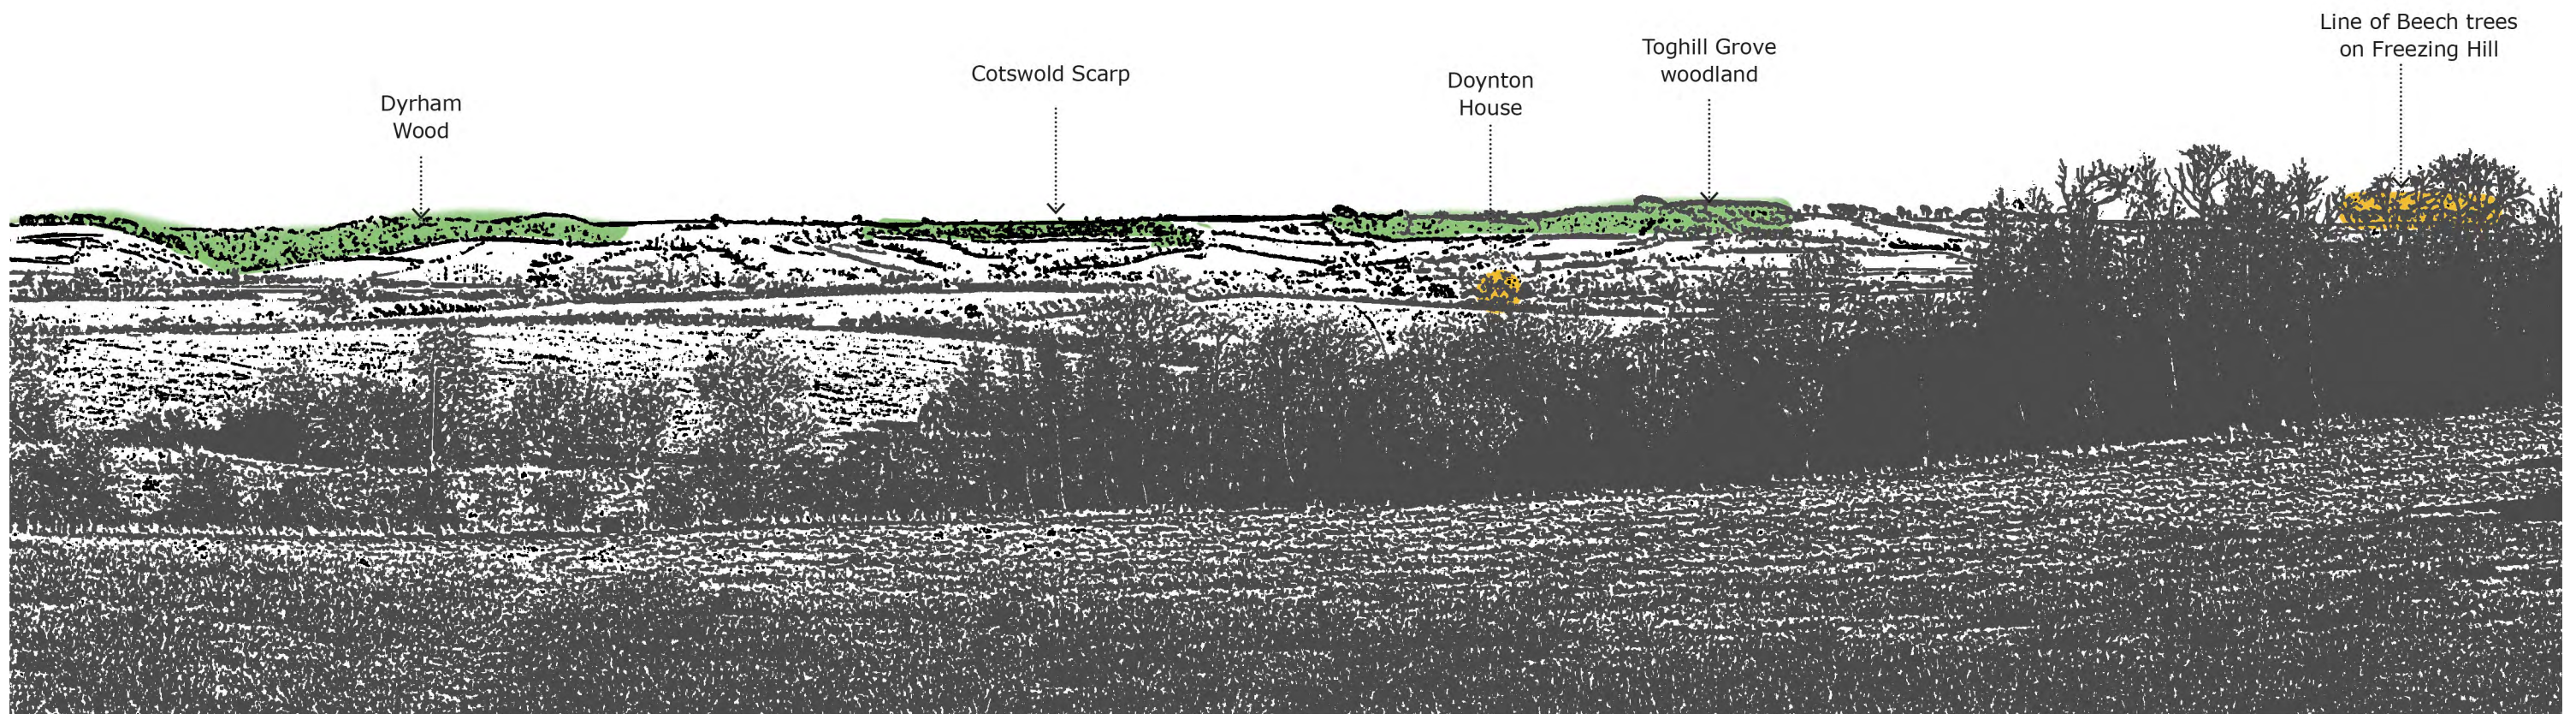 Dyrham
Wood
Cotswold Scarp
Doynton
House
Toghill Grove
woodland
Line of Beech trees
on Freezing Hill